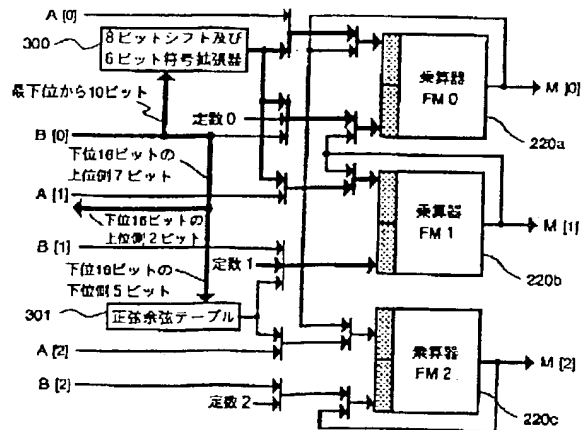 A [0]
300
8ビットシフト及び
6ビット符号拡張器
最下位から10ビット
B [0]
定数0
乗算器
FM 0
M [0]
220a
下位16ビットの
上位側7ビット
A [1]
下位16ビットの
上位側2ビット
乗算器
FM 1
M [1]
220b
B [1]
定数1
下位16ビットの
下位側5ビット
301
正弦余弦テーブル
A [2]
B [2]
定数2
乗算器
FM 2
M [2]
220c